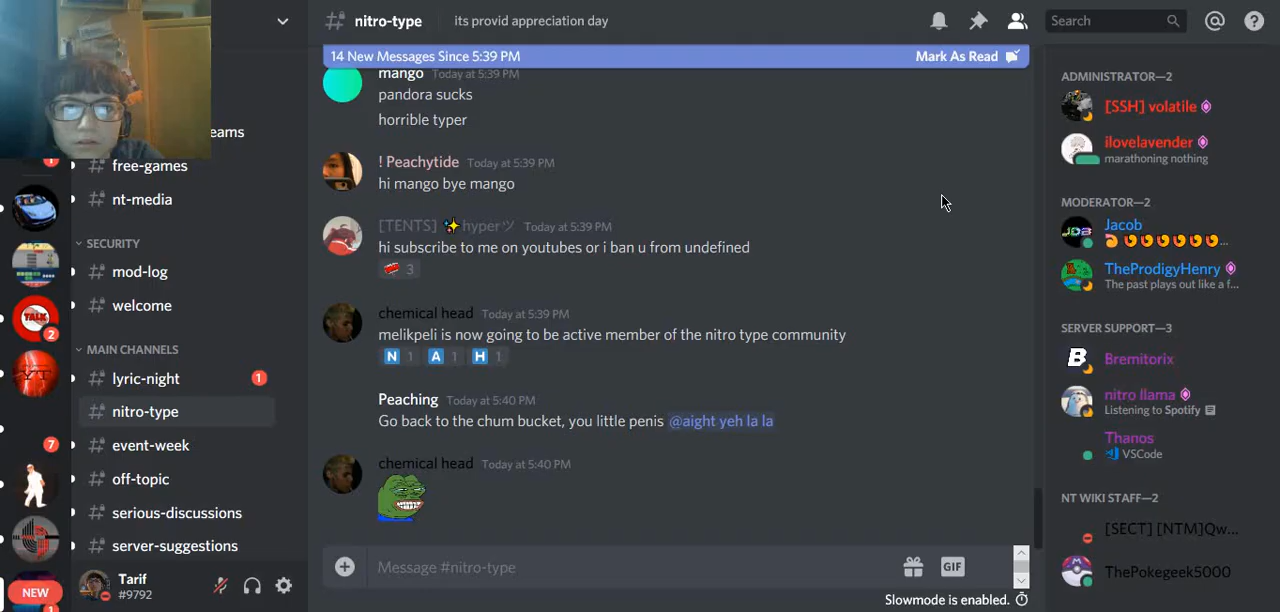 nitro-type
its provid appreciation day
Search
14 New Messages Since 5:39 PM
Mark As Read
eams
free-games
nt-media
SECURITY
mod-log
welcome
MAIN CHANNELS
lyric-night
1
nitro-type
event-week
off-topic
serious-discussions
server-suggestions
TALK
2
7
NEW
Tarif
#9792
mango Today at 5:39 PM
pandora sucks
horrible typer
! Peachytide Today at 5:39 PM
hi mango bye mango
[TENTS] ✨hyperツ Today at 5:39 PM
hi subscribe to me on youtubes or i ban u from undefined
3
chemical head Today at 5:39 PM
melikpeli is now going to be active member of the nitro type community
N 1 A 1 H 1
Peaching Today at 5:40 PM
Go back to the chum bucket, you little penis @aight yeh la la
chemical head Today at 5:40 PM
Message #nitro-type
GIF
Slowmode is enabled.
ADMINISTRATOR—2
[SSH] volatile
ilovelavender
marathoning nothing
MODERATOR—2
Jacob
TheProdigyHenry
The past plays out like a f...
SERVER SUPPORT—3
Bremitorix
nitro llama
Listening to Spotify
Thanos
VSCode
NT WIKI STAFF—2
[SECT] [NTM]Qw...
ThePokegeek5000